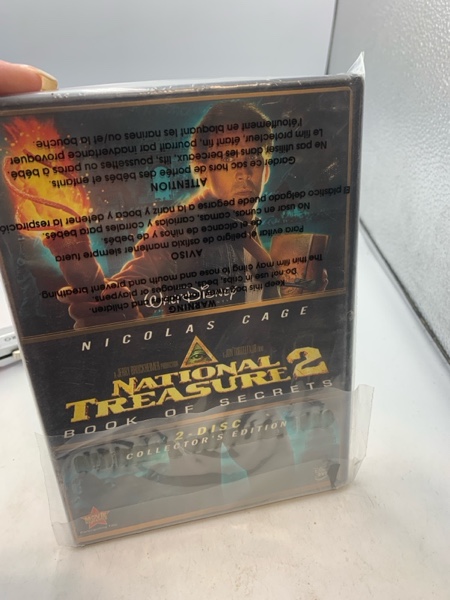 WARNING
Keep this bag away from babies and children.
Do not use in cribs, beds, carriages, or playpens.
The thin film may cling to nose and mouth and prevent breathing.
AVISO
Para evitar el peligro de asfixia mantener siempre fuera
de el alcance de niños y de bebés.
No usar en cunas, camas, corrales y carriolas para bebés.
El plástico delgado puede pegarse a la nariz y boca y detener la respiració
ATTENTION
Garder ce sac hors de portée des bébés et des enfants
Ne pas utiliser dans les berceaux, lits, poussettes ou parcs à bébé.
Le film protecteur, étant, fin, pourrait par inadvertance provoquer
l'étouffement en bloquant les narines ou/et la bouche.
DISNEY
NICOLAS CAGE
NATIONAL
TREASURE 2
BOOK OF SECRETS
2-DISC
COLLECTOR'S EDITION